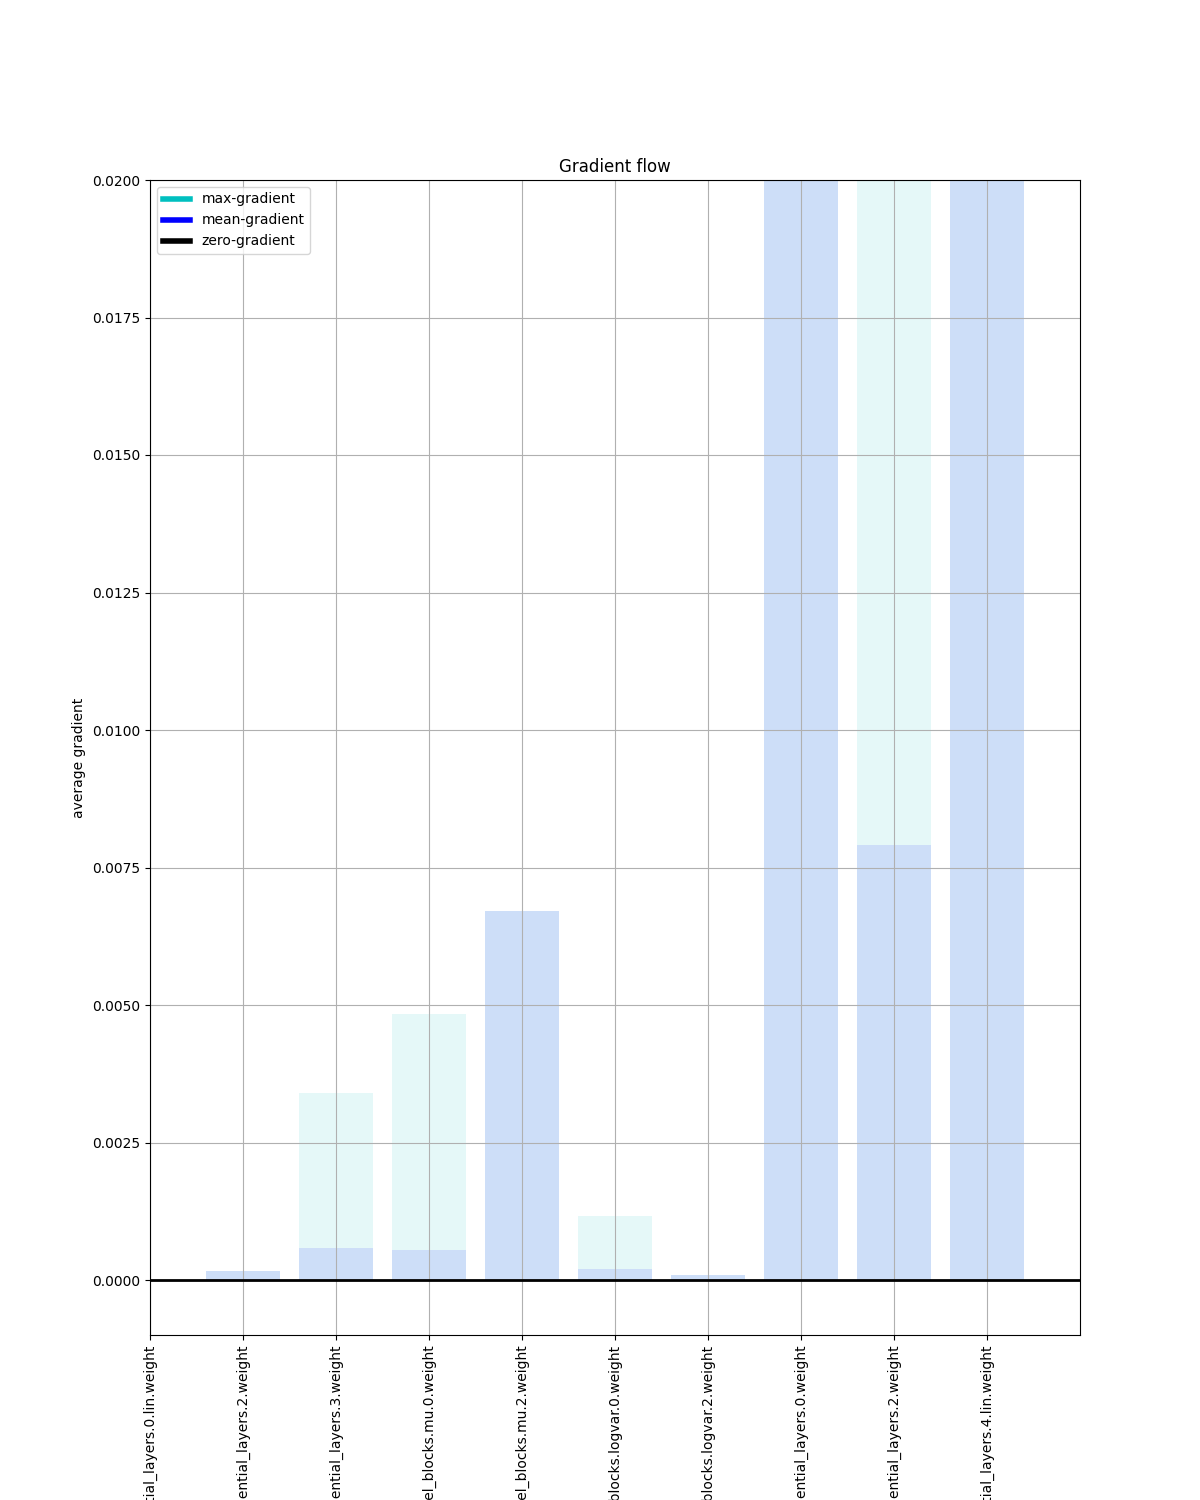 Gradient flow
max-gradient
mean-gradient
zero-gradient
0.0200
0.0175
0.0150
0.0125
0.0100
0.0075
0.0050
0.0025
0.0000
average gradient
tial_layers.0.lin.weight
ential_layers.2.weight
ential_layers.3.weight
el_blocks.mu.0.weight
el_blocks.mu.2.weight
blocks.logvar.0.weight
blocks.logvar.2.weight
ential_layers.0.weight
ential_layers.2.weight
tial_layers.4.lin.weight